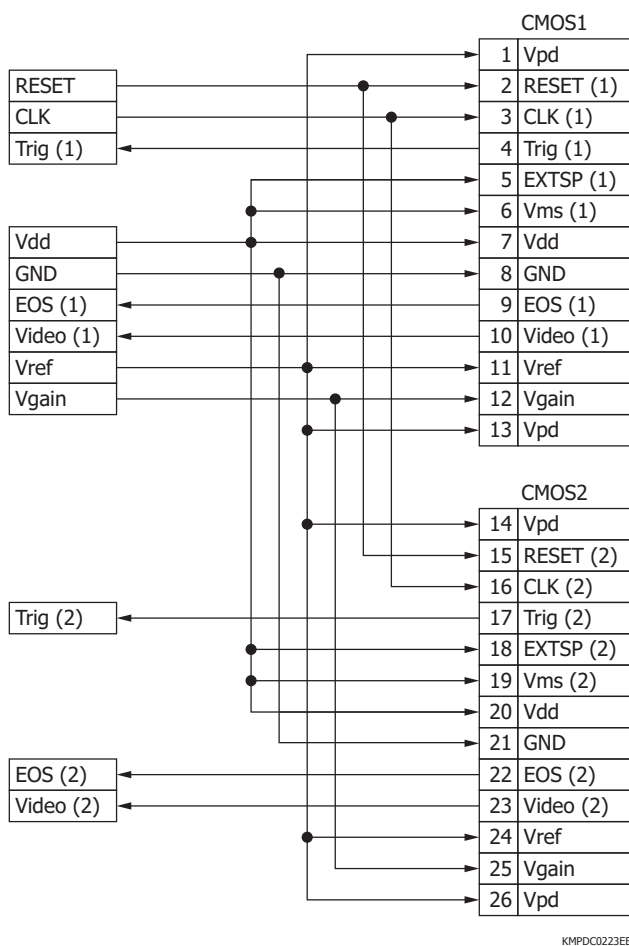 CMOS1
1 Vpd
RESET 2 RESET (1)
CLK 3 CLK (1)
Trig (1) 4 Trig (1)
5 EXTSP (1)
6 Vms (1)
Vdd 7 Vdd
GND 8 GND
EOS (1) 9 EOS (1)
Video (1) 10 Video (1)
Vref 11 Vref
Vgain 12 Vgain
13 Vpd
CMOS2
14 Vpd
15 RESET (2)
16 CLK (2)
Trig (2) 17 Trig (2)
18 EXTSP (2)
19 Vms (2)
20 Vdd
21 GND
EOS (2) 22 EOS (2)
Video (2) 23 Video (2)
24 Vref
25 Vgain
26 Vpd